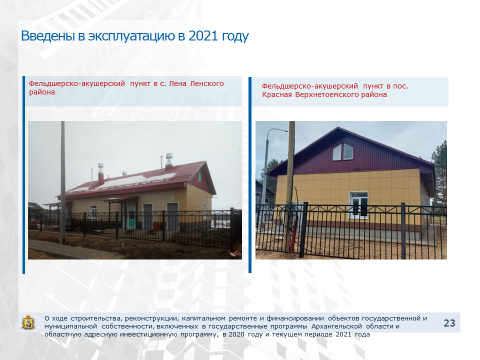 Введены в эксплуатацию в 2021 году
Фельдшерско-акушерский пункт в с. Лена Ленского
района
Фельдшерско-акушерский пункт в пос.
Красная Верхнетоемского района
О ходе строительства, реконструкции, капитальном ремонте и финансировании объектов государственной и
муниципальной собственности, включенных в государственные программы Архангельской области и
областную адресную инвестиционную программу, в 2020 году и текущем периоде 2021 года
23